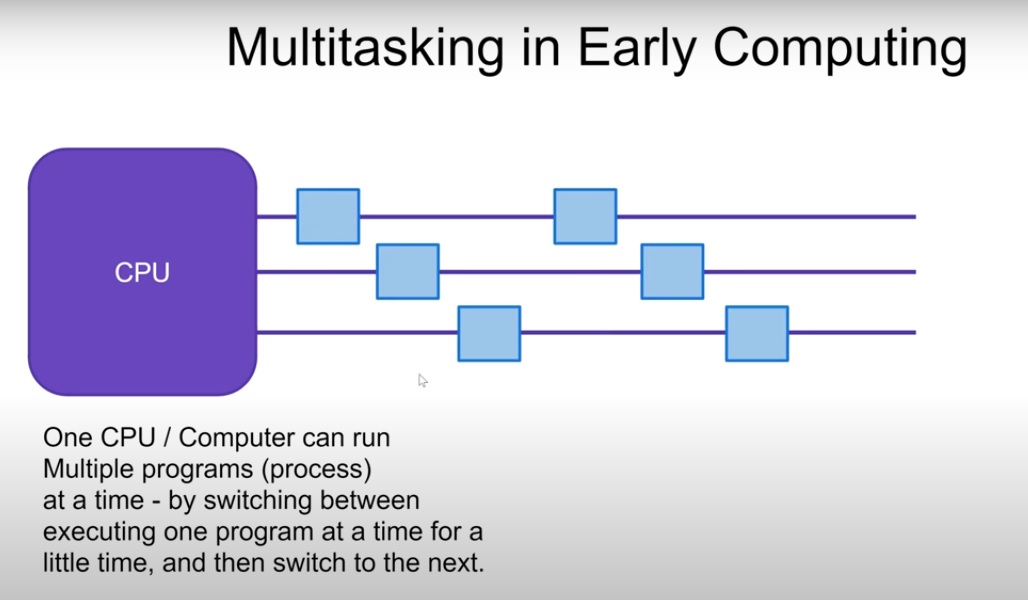 Multitasking in Early Computing
CPU
One CPU / Computer can run
Multiple programs (process)
at a time - by switching between
executing one program at a time for a
little time, and then switch to the next.